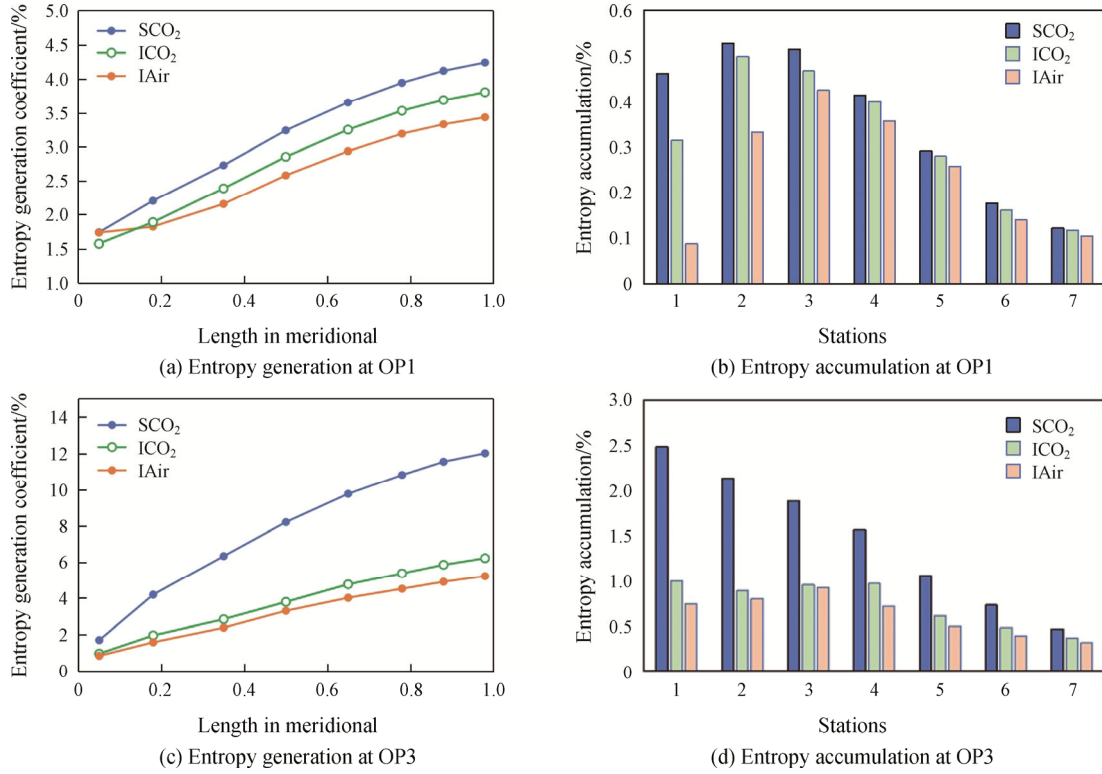 Entropy generation coefficient/%
5.0
4.5
4.0
3.5
3.0
2.5
2.0
1.5
1.0
SCO₂
ICO₂
IAir
0 0.2 0.4 0.6 0.8 1.0
Length in meridional
(a) Entropy generation at OP1
Entropy accumulation/%
0.6
0.5
0.4
0.3
0.2
0.1
0
SCO₂
ICO₂
IAir
1 2 3 4 5 6 7
Stations
(b) Entropy accumulation at OP1
Entropy generation coefficient/%
14
12
10
8
6
4
2
0
SCO₂
ICO₂
IAir
0 0.2 0.4 0.6 0.8 1.0
Length in meridional
(c) Entropy generation at OP3
Entropy accumulation/%
3.0
2.5
2.0
1.5
1.0
0.5
0
SCO₂
ICO₂
IAir
1 2 3 4 5 6 7
Stations
(d) Entropy accumulation at OP3